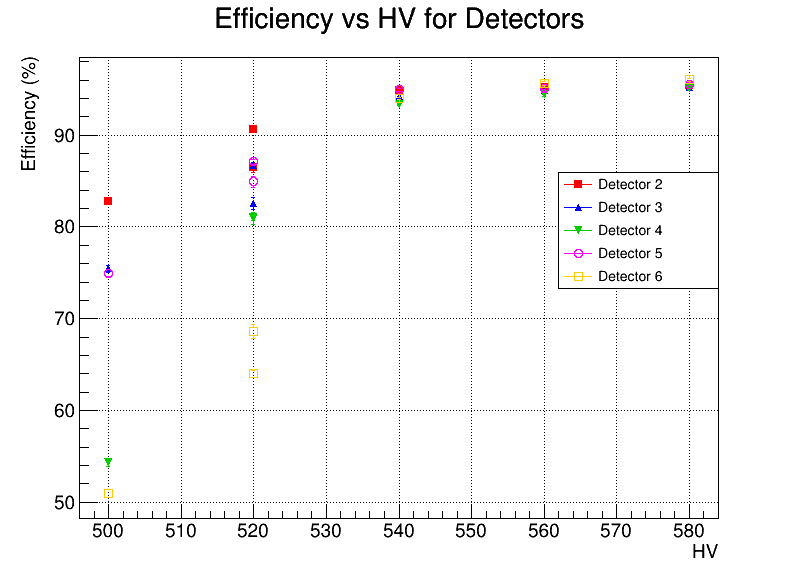 Efficiency vs HV for Detectors
Efficiency (%)
90
80
70
60
50
Detector 2
Detector 3
Detector 4
Detector 5
Detector 6
500 510 520 530 540 550 560 570 580
HV